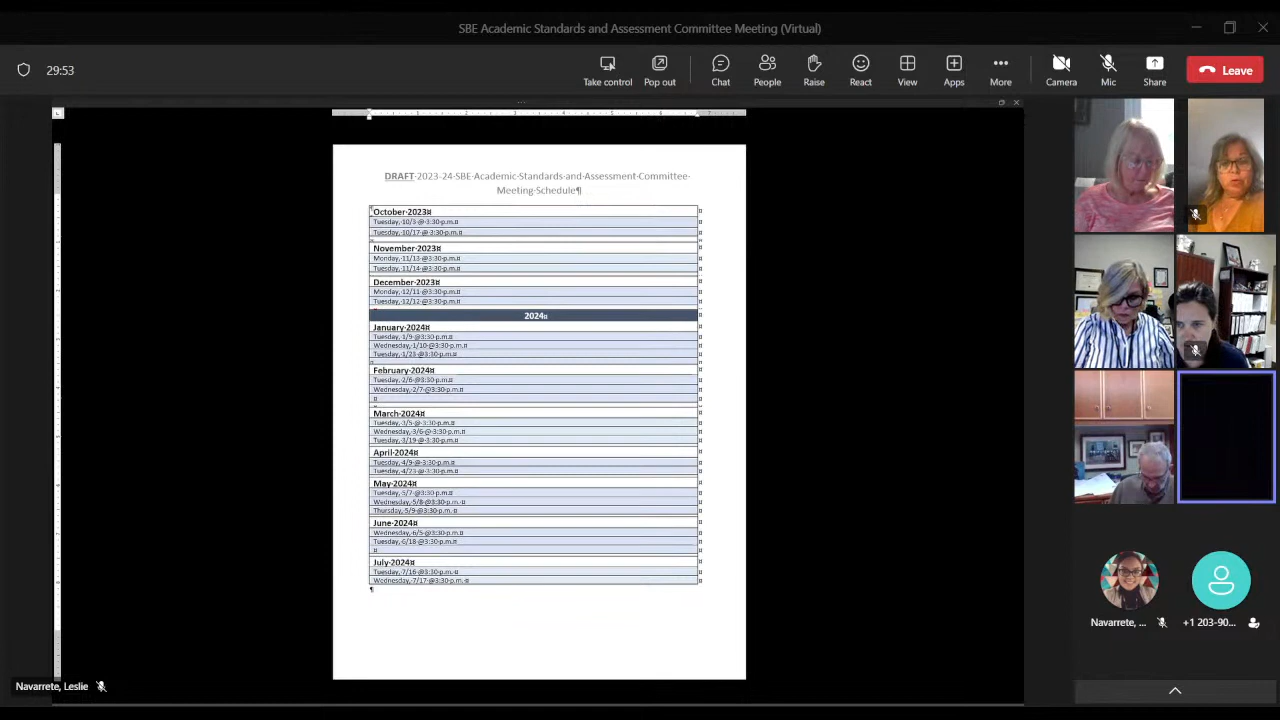 SBE Academic Standards and Assessment Committee Meeting (Virtual)
29:53
Take control
Pop out
Chat
People
Raise
React
View
Apps
More
Camera
Mic
Share
Leave
DRAFT·2023-24·SBE·Academic·Standards·and·Assessment·Committee·
Meeting·Schedule¶
October·2023¤
Tuesday,·10/3·@·3:30·p.m.¤
Tuesday,·10/17·@·3:30·p.m.¤
November·2023¤
Monday,·11/13·@3:30·p.m.¤
Tuesday,·11/14·@3:30·p.m.¤
December·2023¤
Monday,·12/11·@3:30·p.m.¤
Tuesday,·12/12·@3:30·p.m.¤
2024¤
January·2024¤
Tuesday,·1/9·@3:30·p.m.¤
Wednesday,·1/10·@3:30·p.m.¤
Tuesday,·1/23·@3:30·p.m.¤
February·2024¤
Tuesday,·2/6·@3:30·p.m.¤
Wednesday,·2/7·@3:30·p.m.¤
March·2024¤
Tuesday,·3/5·@·3:30·p.m.¤
Wednesday,·3/6·@·3:30·p.m.¤
Tuesday,·3/19·@·3:30·p.m.¤
April·2024¤
Tuesday,·4/9·@·3:30·p.m.¤
Tuesday,·4/23·@·3:30·p.m.¤
May·2024¤
Tuesday,·5/7·@3:30·p.m.¤
Wednesday,·5/8·@3:30·p.m.·¤
Thursday,·5/9·@3:30·p.m.·¤
June·2024¤
Wednesday,·6/5·@3:30·p.m.¤
Tuesday,·6/18·@3:30·p.m.¤
July·2024¤
Tuesday,·7/16·@3:30·p.m.·¤
Wednesday,·7/17·@3:30·p.m.·¤
Navarrete, ...
+1 203-90...
Navarrete, Leslie